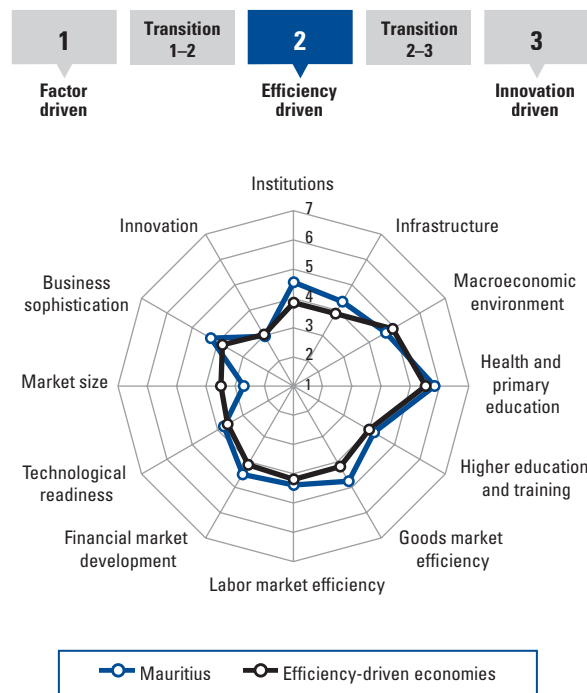 1
Transition
1–2
2
Transition
2–3
3
Factor
driven
Efficiency
driven
Innovation
driven
Institutions
Innovation
Infrastructure
Business
sophistication
Macroeconomic
environment
Market size
Health and
primary
education
Technological
readiness
Higher education
and training
Financial market
development
Goods market
efficiency
Labor market efficiency
7
6
5
4
3
2
1
Mauritius
Efficiency-driven economies